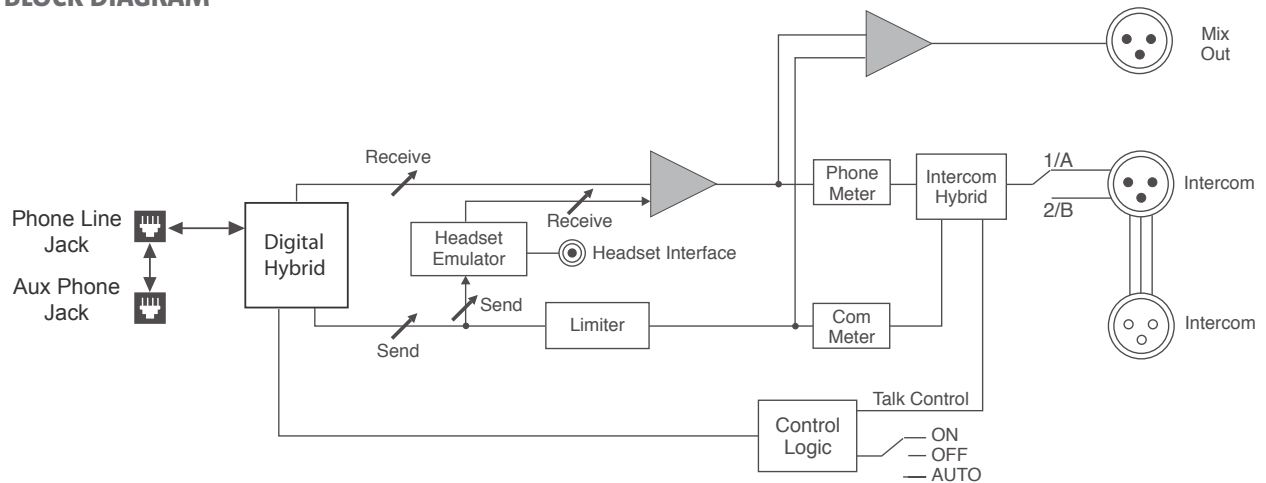 BLOCK DIAGRAM
Mix
Out
Receive
Phone
Meter
Intercom
Hybrid
1/A
2/B
Intercom
Phone Line
Jack
Aux Phone
Jack
Digital
Hybrid
Receive
Headset
Emulator
Headset Interface
Send
Send
Limiter
Com
Meter
Intercom
Talk Control
Control
Logic
ON
OFF
AUTO